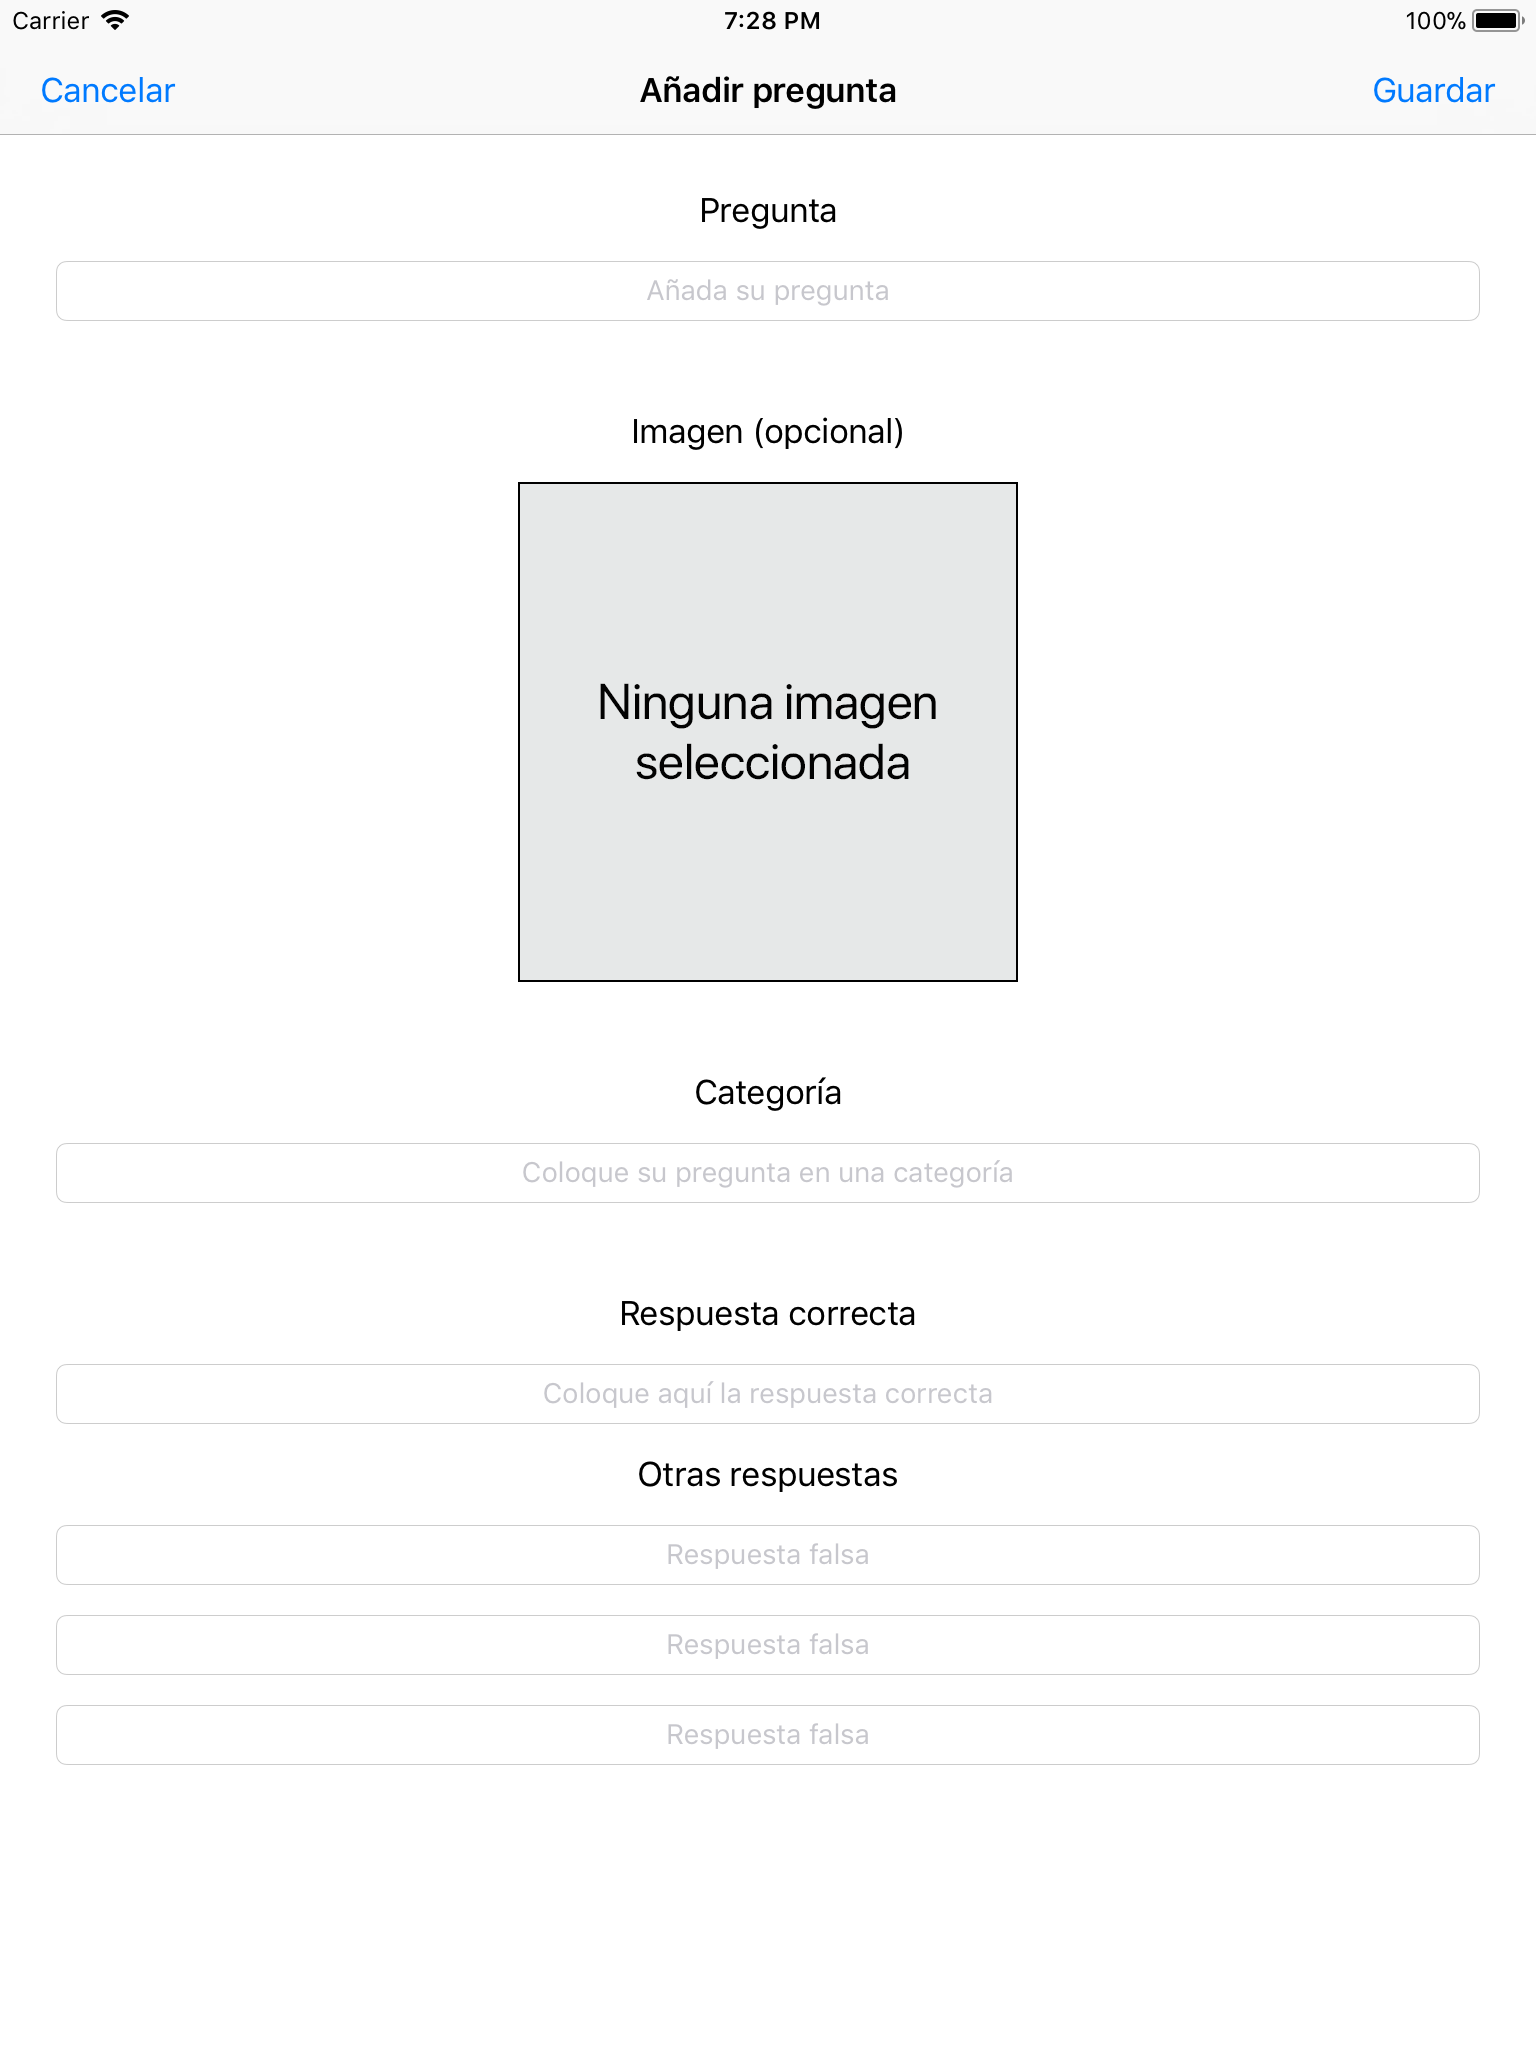 Carrier 7:28 PM 100%
Cancelar Añadir pregunta Guardar
Pregunta
Añada su pregunta
Imagen (opcional)
Ninguna imagen
seleccionada
Categoría
Coloque su pregunta en una categoría
Respuesta correcta
Coloque aquí la respuesta correcta
Otras respuestas
Respuesta falsa
Respuesta falsa
Respuesta falsa